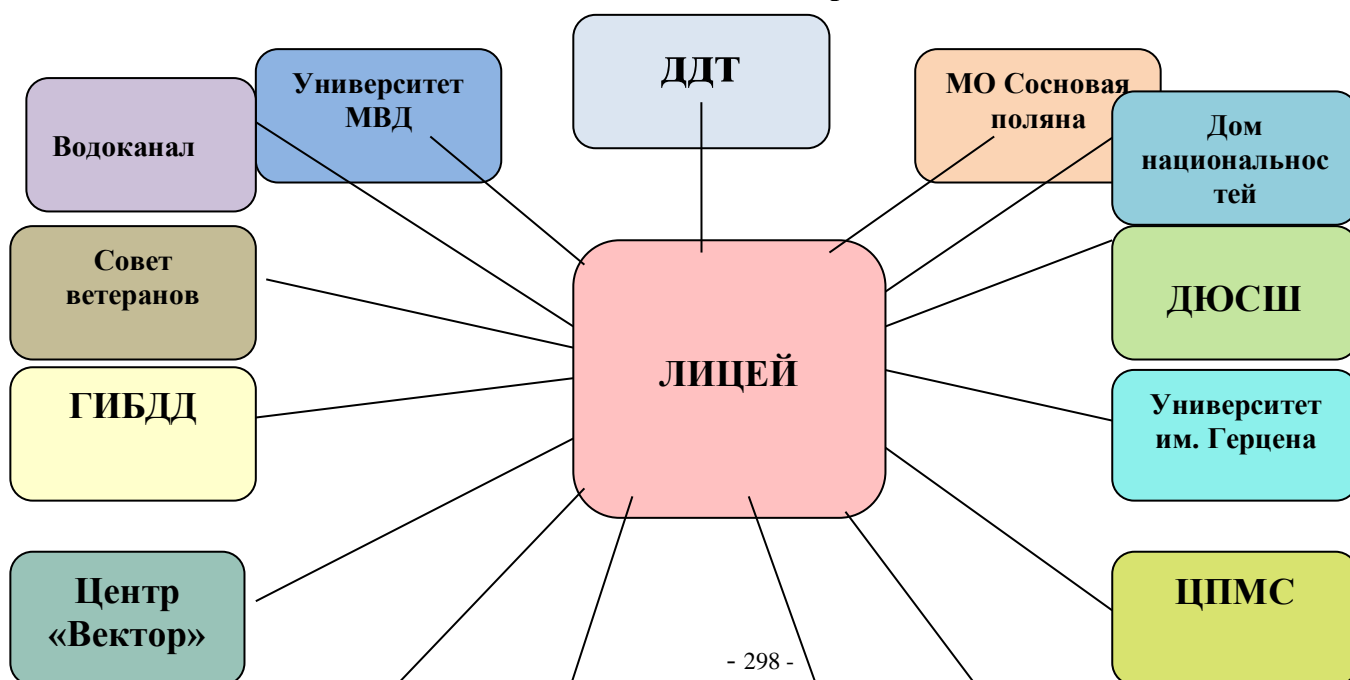 ДДТ
Университет
МВД
МО Сосновая
поляна
Водоканал
Дом
национальнос
тей
Совет
ветеранов
ДЮСШ
ЛИЦЕЙ
ГИБДД
Университет
им. Герцена
Центр
«Вектор»
ЦПМС
- 298 -